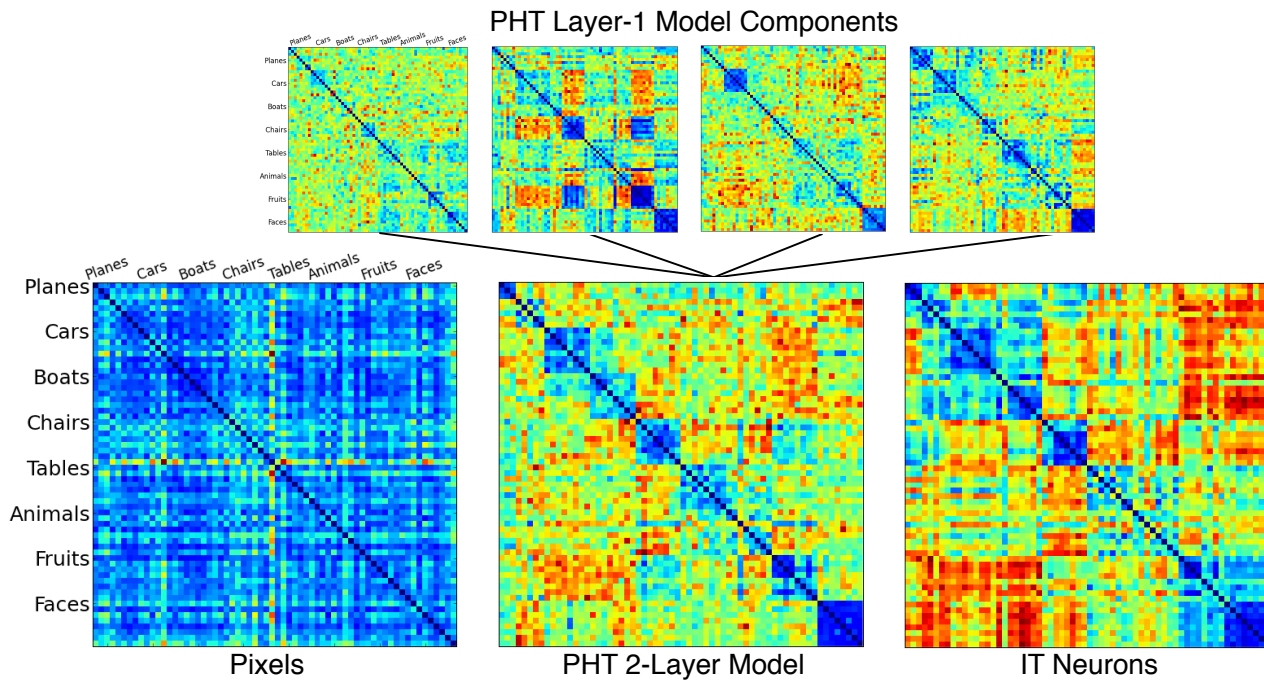 PHT Layer-1 Model Components
Planes Cars Boats Chairs Tables Animals Fruits Faces
Planes
Cars
Boats
Chairs
Tables
Animals
Fruits
Faces
Planes Cars Boats Chairs Tables Animals Fruits Faces
Planes
Cars
Boats
Chairs
Tables
Animals
Fruits
Faces
Pixels
PHT 2-Layer Model
IT Neurons